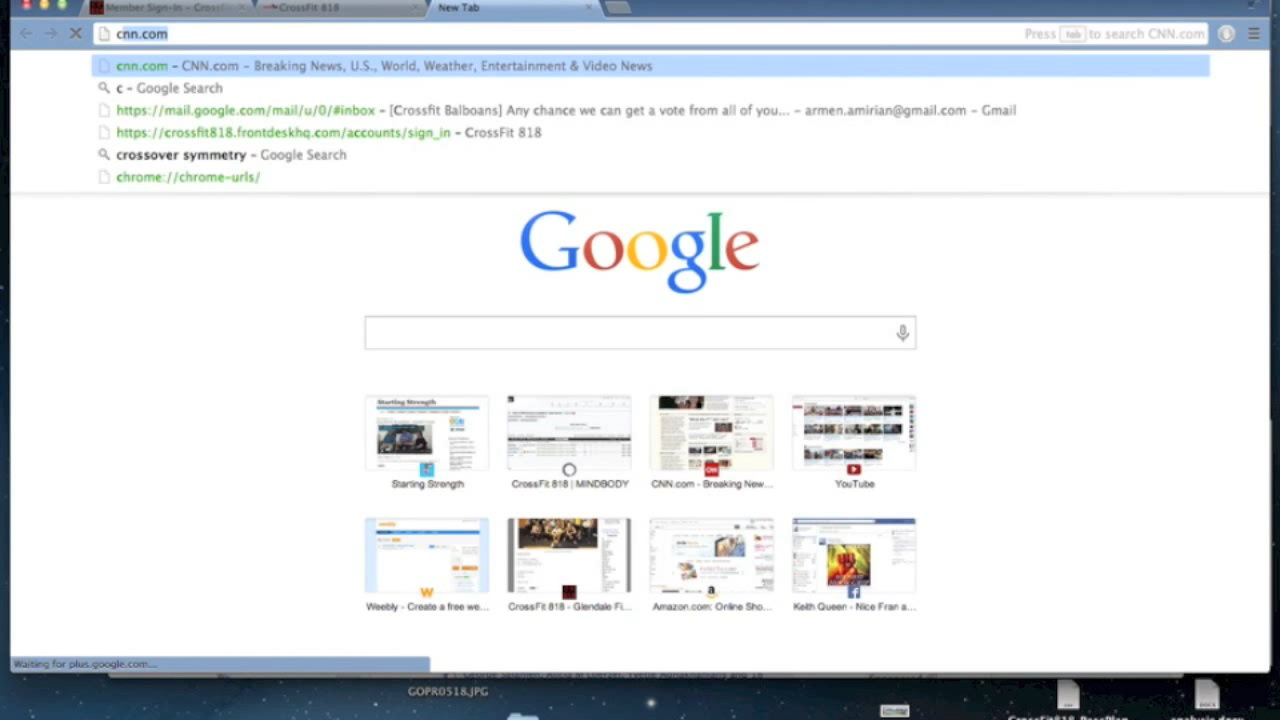 Member Sign-In - CrossFit
CrossFit 818
New Tab
cnn.com
Press tab to search CNN.com
cnn.com - CNN.com - Breaking News, U.S., World, Weather, Entertainment & Video News
c - Google Search
https://mail.google.com/mail/u/0/#inbox - [Crossfit Balboans] Any chance we can get a vote from all of you... - armen.amirian@gmail.com - Gmail
https://crossfit818.frontdeskhq.com/accounts/sign_in - CrossFit 818
crossover symmetry - Google Search
chrome://chrome-urls/
Google
Starting Strength
Starting Strength
CrossFit 818 | MINDBODY
CNN.com - Breaking New...
YouTube
Weebly - Create a free we...
CrossFit 818 - Glendale Fi...
Amazon.com: Online Sho...
Keith Queen - Nice Fran a...
Waiting for plus.google.com...
GOPR0518.JPG